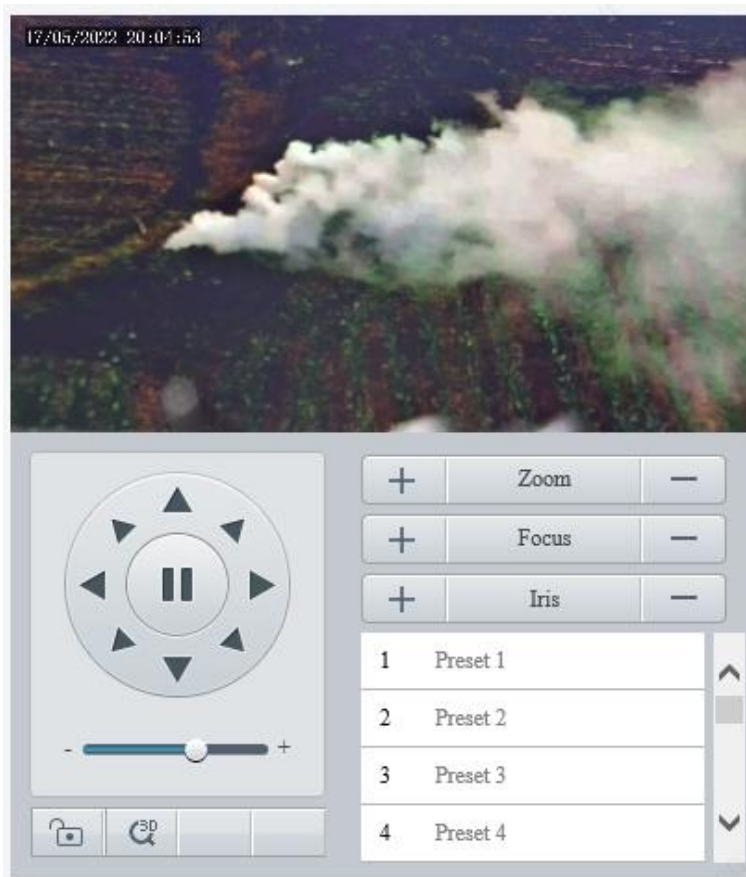 17/05/2022 20:04:53
+ Zoom —
+ Focus —
+ Iris —
1 Preset 1
2 Preset 2
3 Preset 3
4 Preset 4
- +
3D